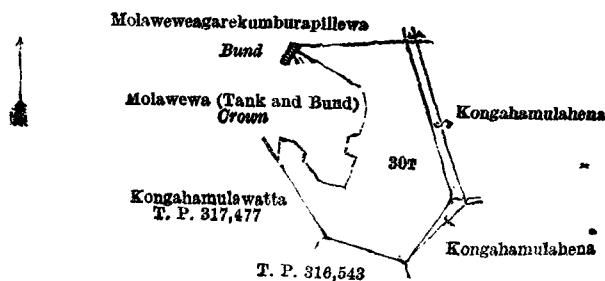 Molaweweagarekumburapillewa
Bund
Molawewa (Tank and Bund)
Crown
Kongahamulahena
30T
Kongahamulawatta
T. P. 317,477
Kongahamulahena
T. P. 316,543